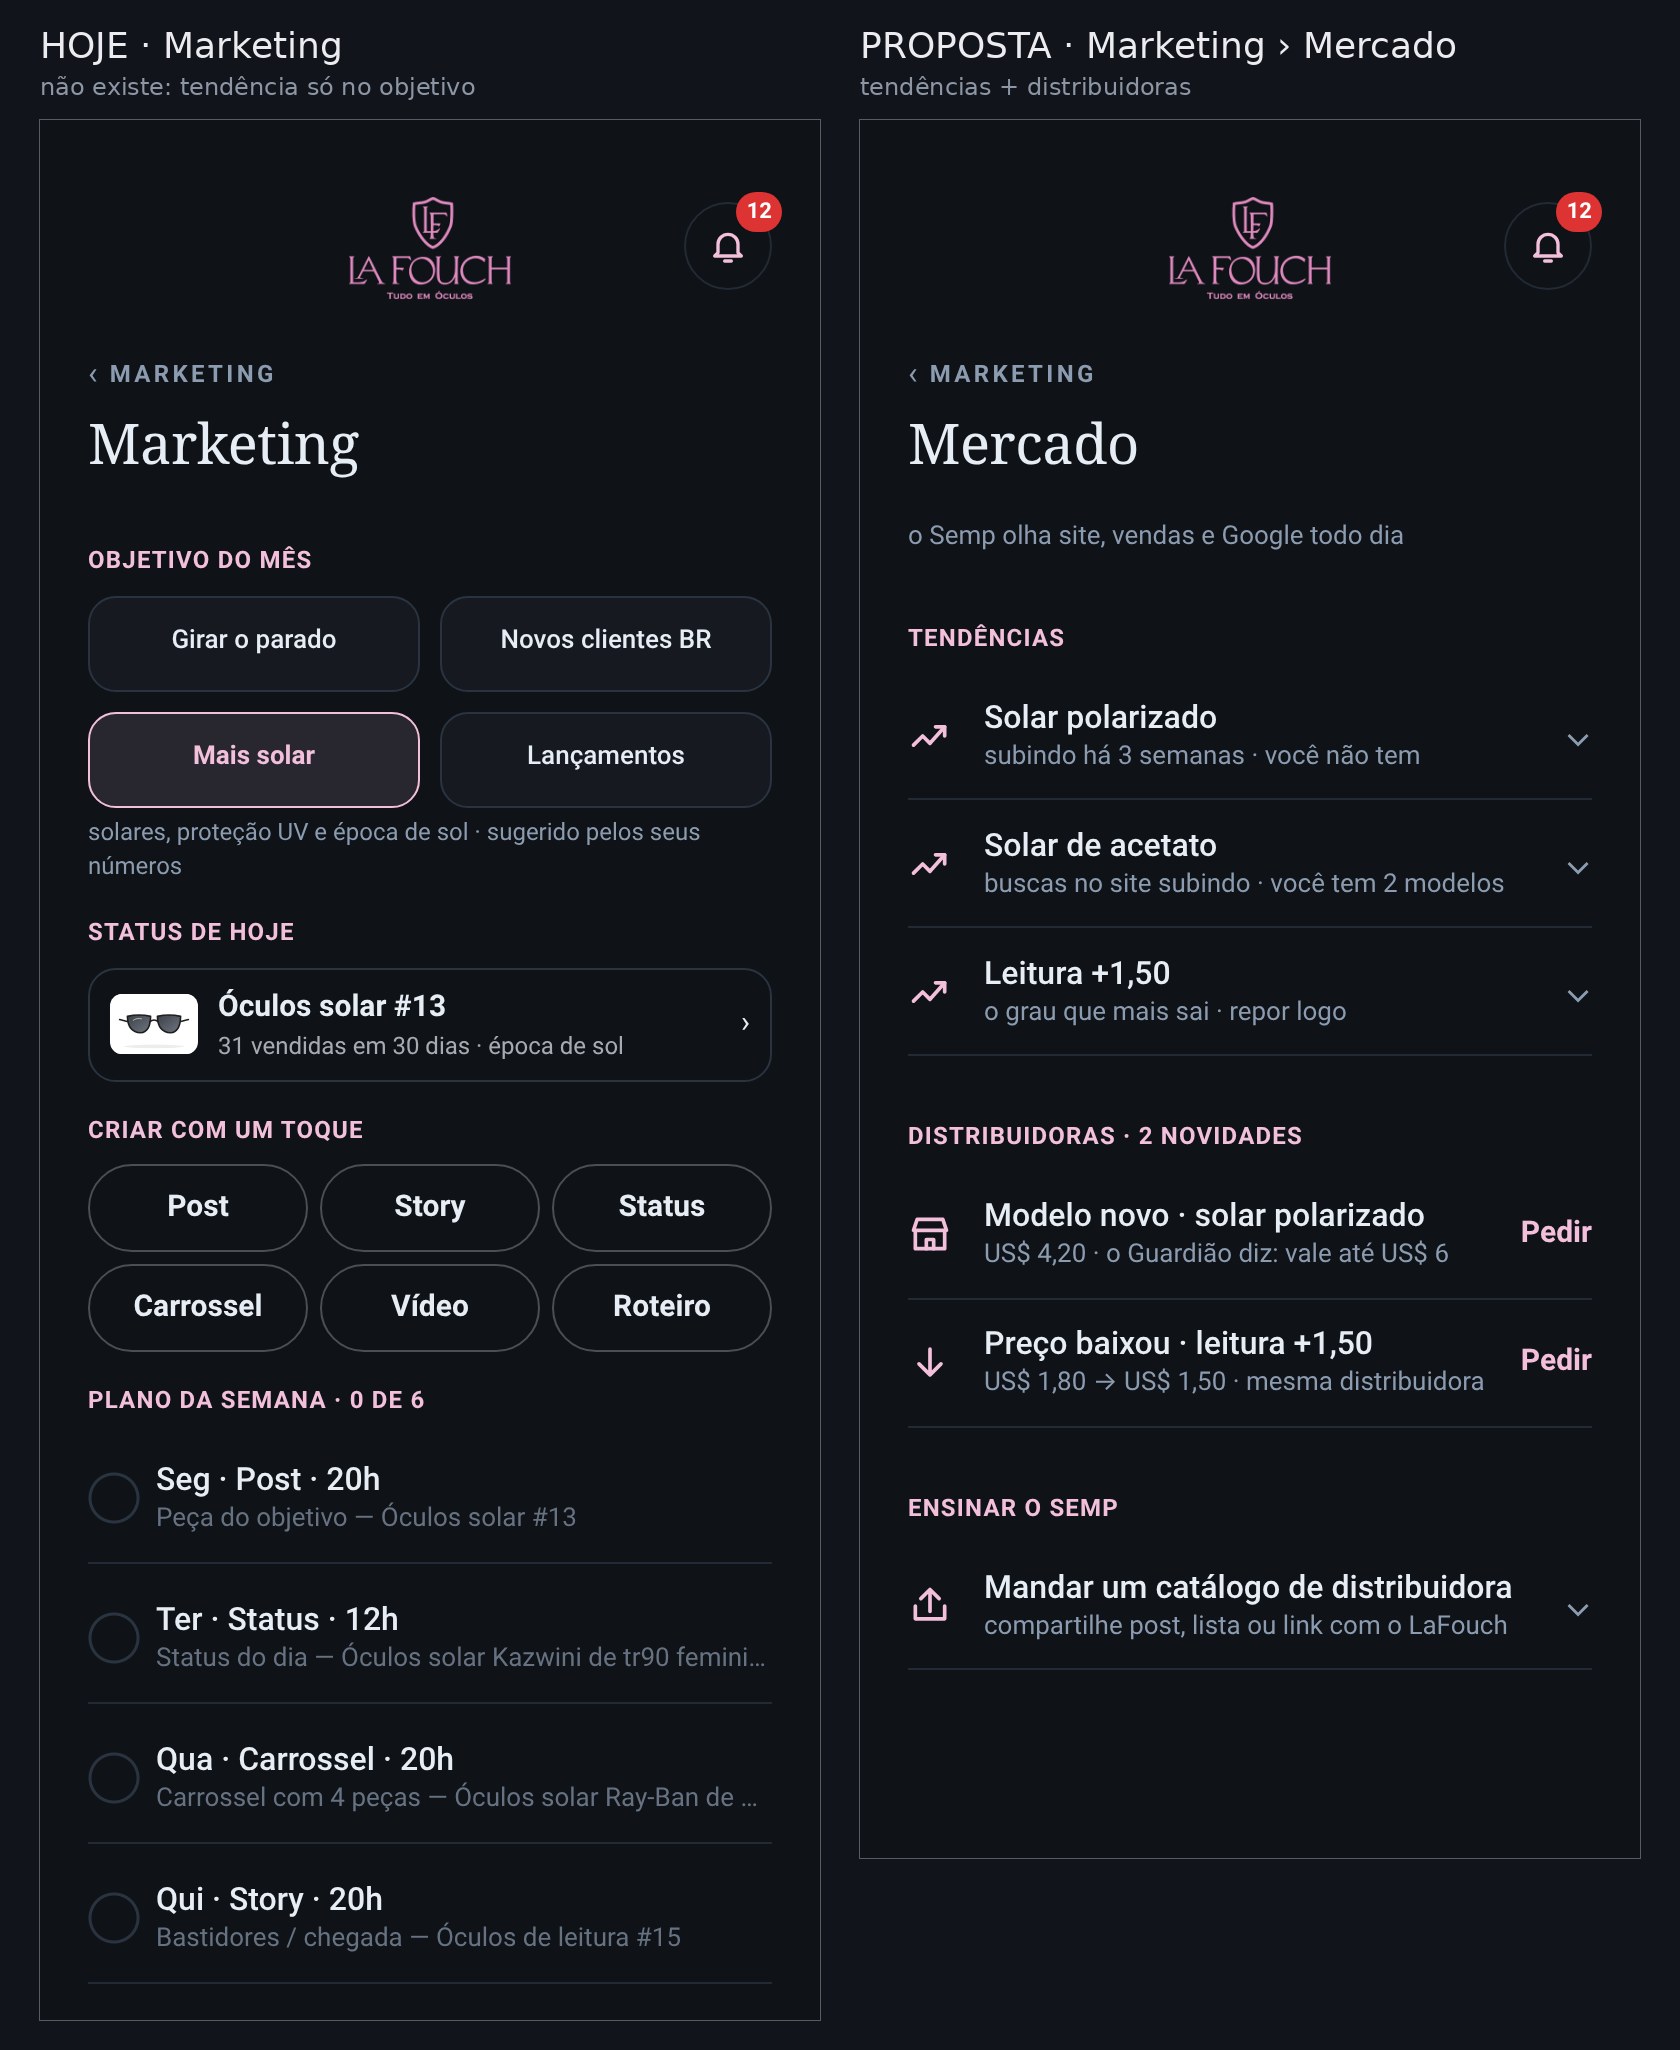 HOJE · Marketing
não existe: tendência só no objetivo
12
LF
LA FOUCH
TUDO EM ÓCULOS
‹ MARKETING
Marketing
OBJETIVO DO MÊS
Girar o parado
Novos clientes BR
Mais solar
Lançamentos
solares, proteção UV e época de sol · sugerido pelos seus
números
STATUS DE HOJE
Óculos solar #13
31 vendidas em 30 dias · época de sol
›
CRIAR COM UM TOQUE
Post
Story
Status
Carrossel
Vídeo
Roteiro
PLANO DA SEMANA · 0 DE 6
Seg · Post · 20h
Peça do objetivo — Óculos solar #13
Ter · Status · 12h
Status do dia — Óculos solar Kazwini de tr90 femini...
Qua · Carrossel · 20h
Carrossel com 4 peças — Óculos solar Ray-Ban de ...
Qui · Story · 20h
Bastidores / chegada — Óculos de leitura #15
PROPOSTA · Marketing › Mercado
tendências + distribuidoras
12
LF
LA FOUCH
TUDO EM ÓCULOS
‹ MARKETING
Mercado
o Semp olha site, vendas e Google todo dia
TENDÊNCIAS
Solar polarizado
subindo há 3 semanas · você não tem
Solar de acetato
buscas no site subindo · você tem 2 modelos
Leitura +1,50
o grau que mais sai · repor logo
DISTRIBUIDORAS · 2 NOVIDADES
Modelo novo · solar polarizado
US$ 4,20 · o Guardião diz: vale até US$ 6
Pedir
Preço baixou · leitura +1,50
US$ 1,80 → US$ 1,50 · mesma distribuidora
Pedir
ENSINAR O SEMP
Mandar um catálogo de distribuidora
compartilhe post, lista ou link com o LaFouch